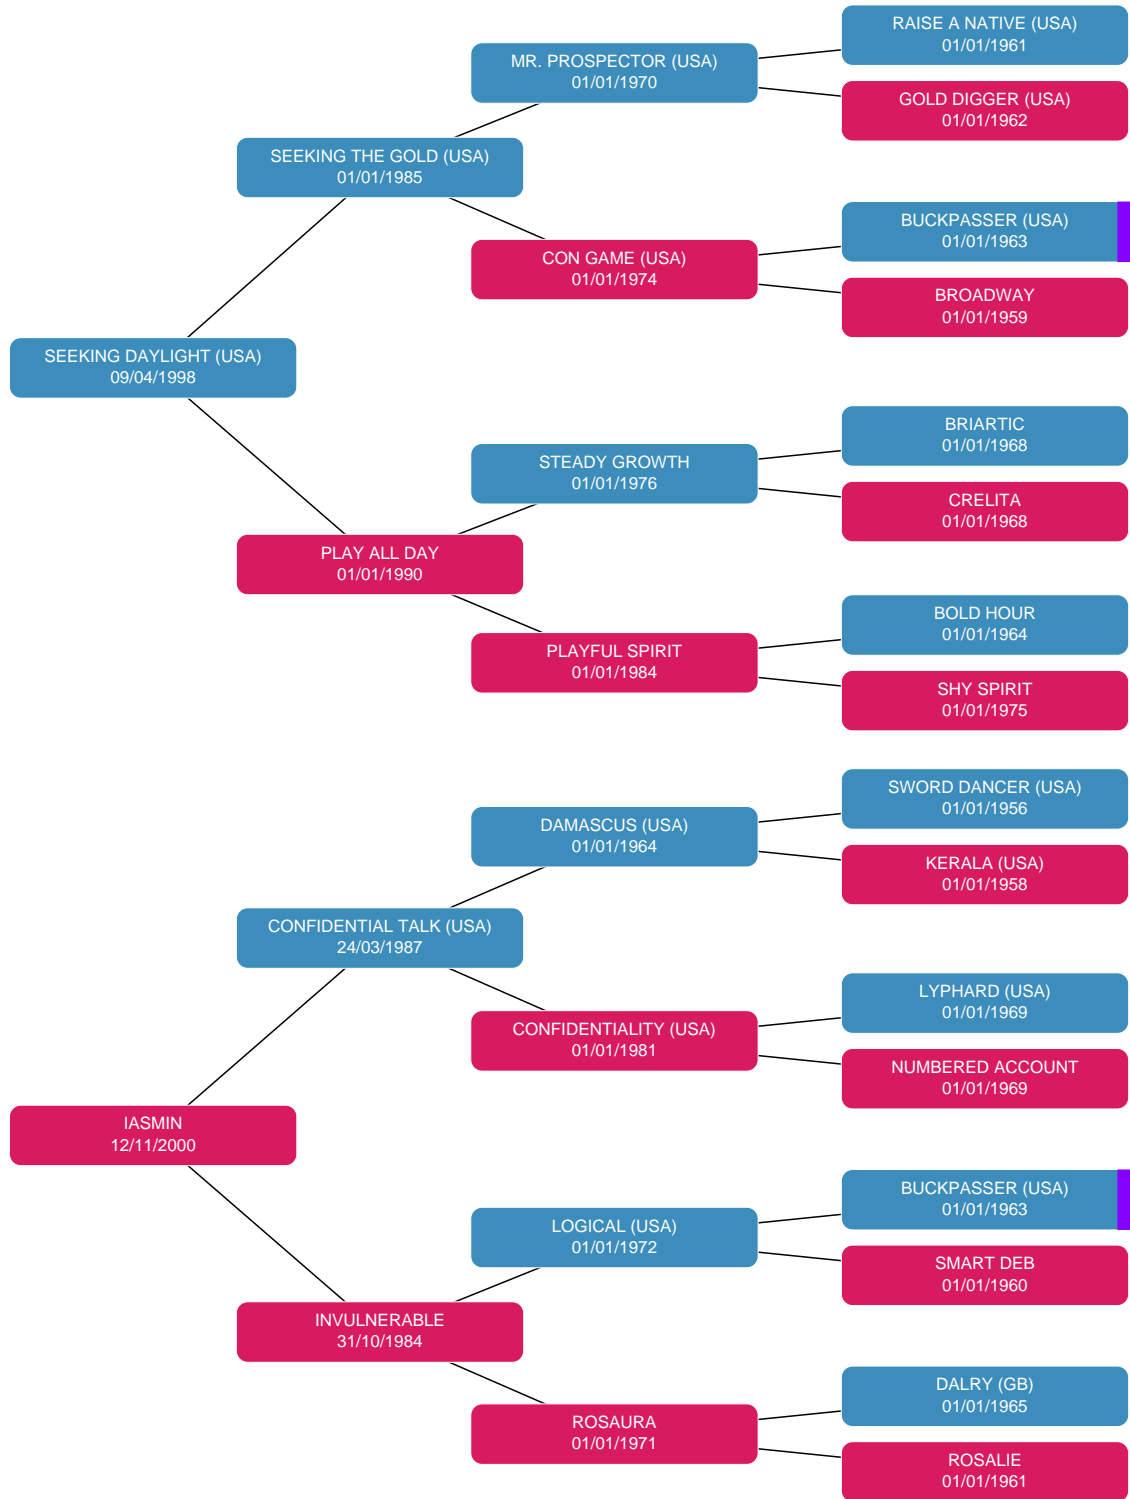 RAISE A NATIVE (USA)
01/01/1961
MR. PROSPECTOR (USA)
01/01/1970
GOLD DIGGER (USA)
01/01/1962
SEEKING THE GOLD (USA)
01/01/1985
BUCKPASSER (USA)
01/01/1963
CON GAME (USA)
01/01/1974
BROADWAY
01/01/1959
SEEKING DAYLIGHT (USA)
09/04/1998
BRIARTIC
01/01/1968
STEADY GROWTH
01/01/1976
CRELITA
01/01/1968
PLAY ALL DAY
01/01/1990
BOLD HOUR
01/01/1964
PLAYFUL SPIRIT
01/01/1984
SHY SPIRIT
01/01/1975
SWORD DANCER (USA)
01/01/1956
DAMASCUS (USA)
01/01/1964
KERALA (USA)
01/01/1958
CONFIDENTIAL TALK (USA)
24/03/1987
LYPHARD (USA)
01/01/1969
CONFIDENTIALITY (USA)
01/01/1981
NUMBERED ACCOUNT
01/01/1969
IASMIN
12/11/2000
BUCKPASSER (USA)
01/01/1963
LOGICAL (USA)
01/01/1972
SMART DEB
01/01/1960
INVULNERABLE
31/10/1984
DALRY (GB)
01/01/1965
ROSAURA
01/01/1971
ROSALIE
01/01/1961